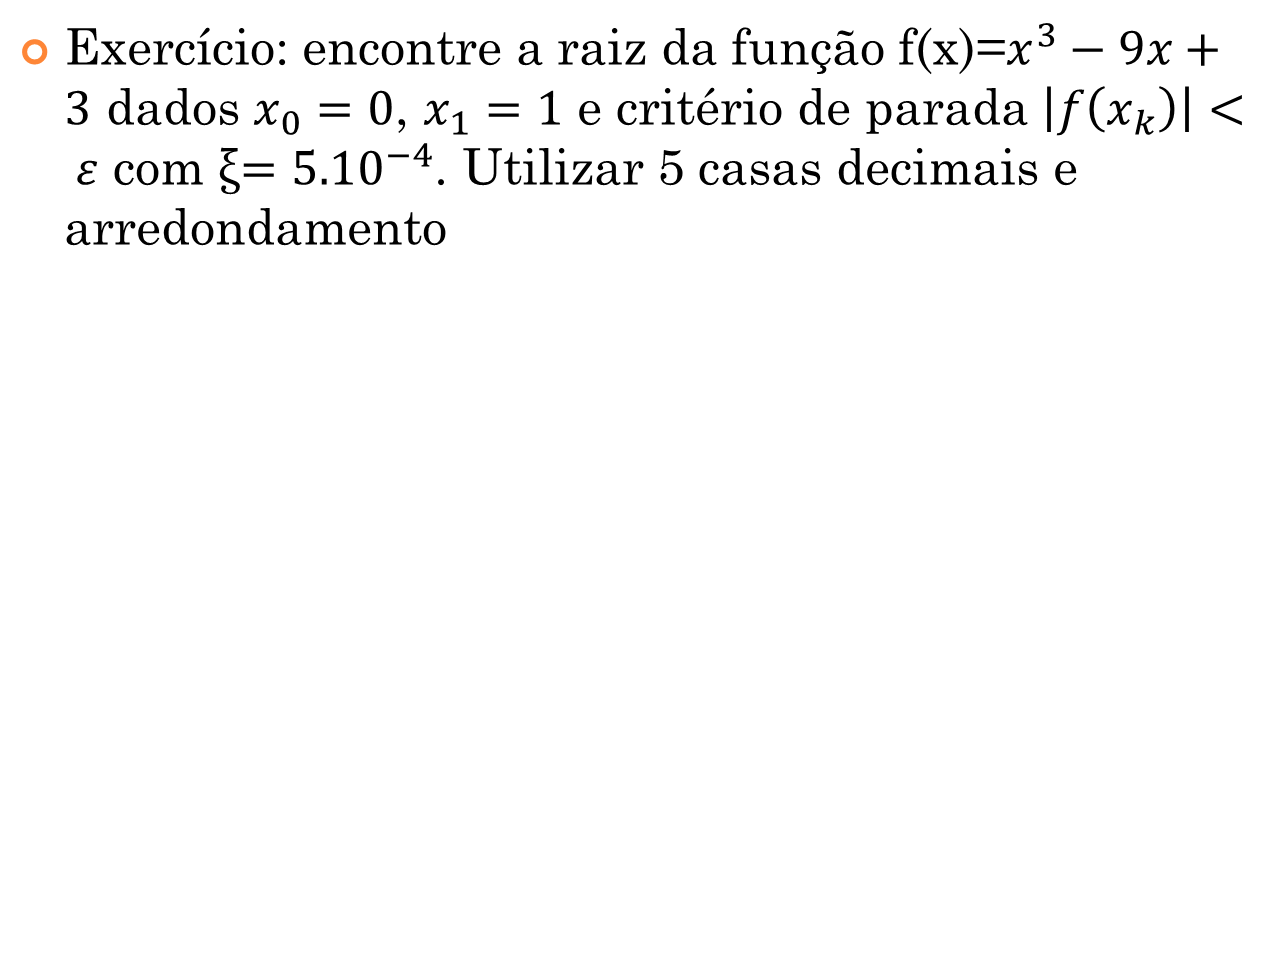 Exercício: encontre a raiz da função f(x)=𝑥³ − 9𝑥 +
3 dados 𝑥₀ = 0, 𝑥₁ = 1 e critério de parada |𝑓(𝑥ₖ)| <
𝜀 com ξ= 5.10⁻⁴. Utilizar 5 casas decimais e
arredondamento